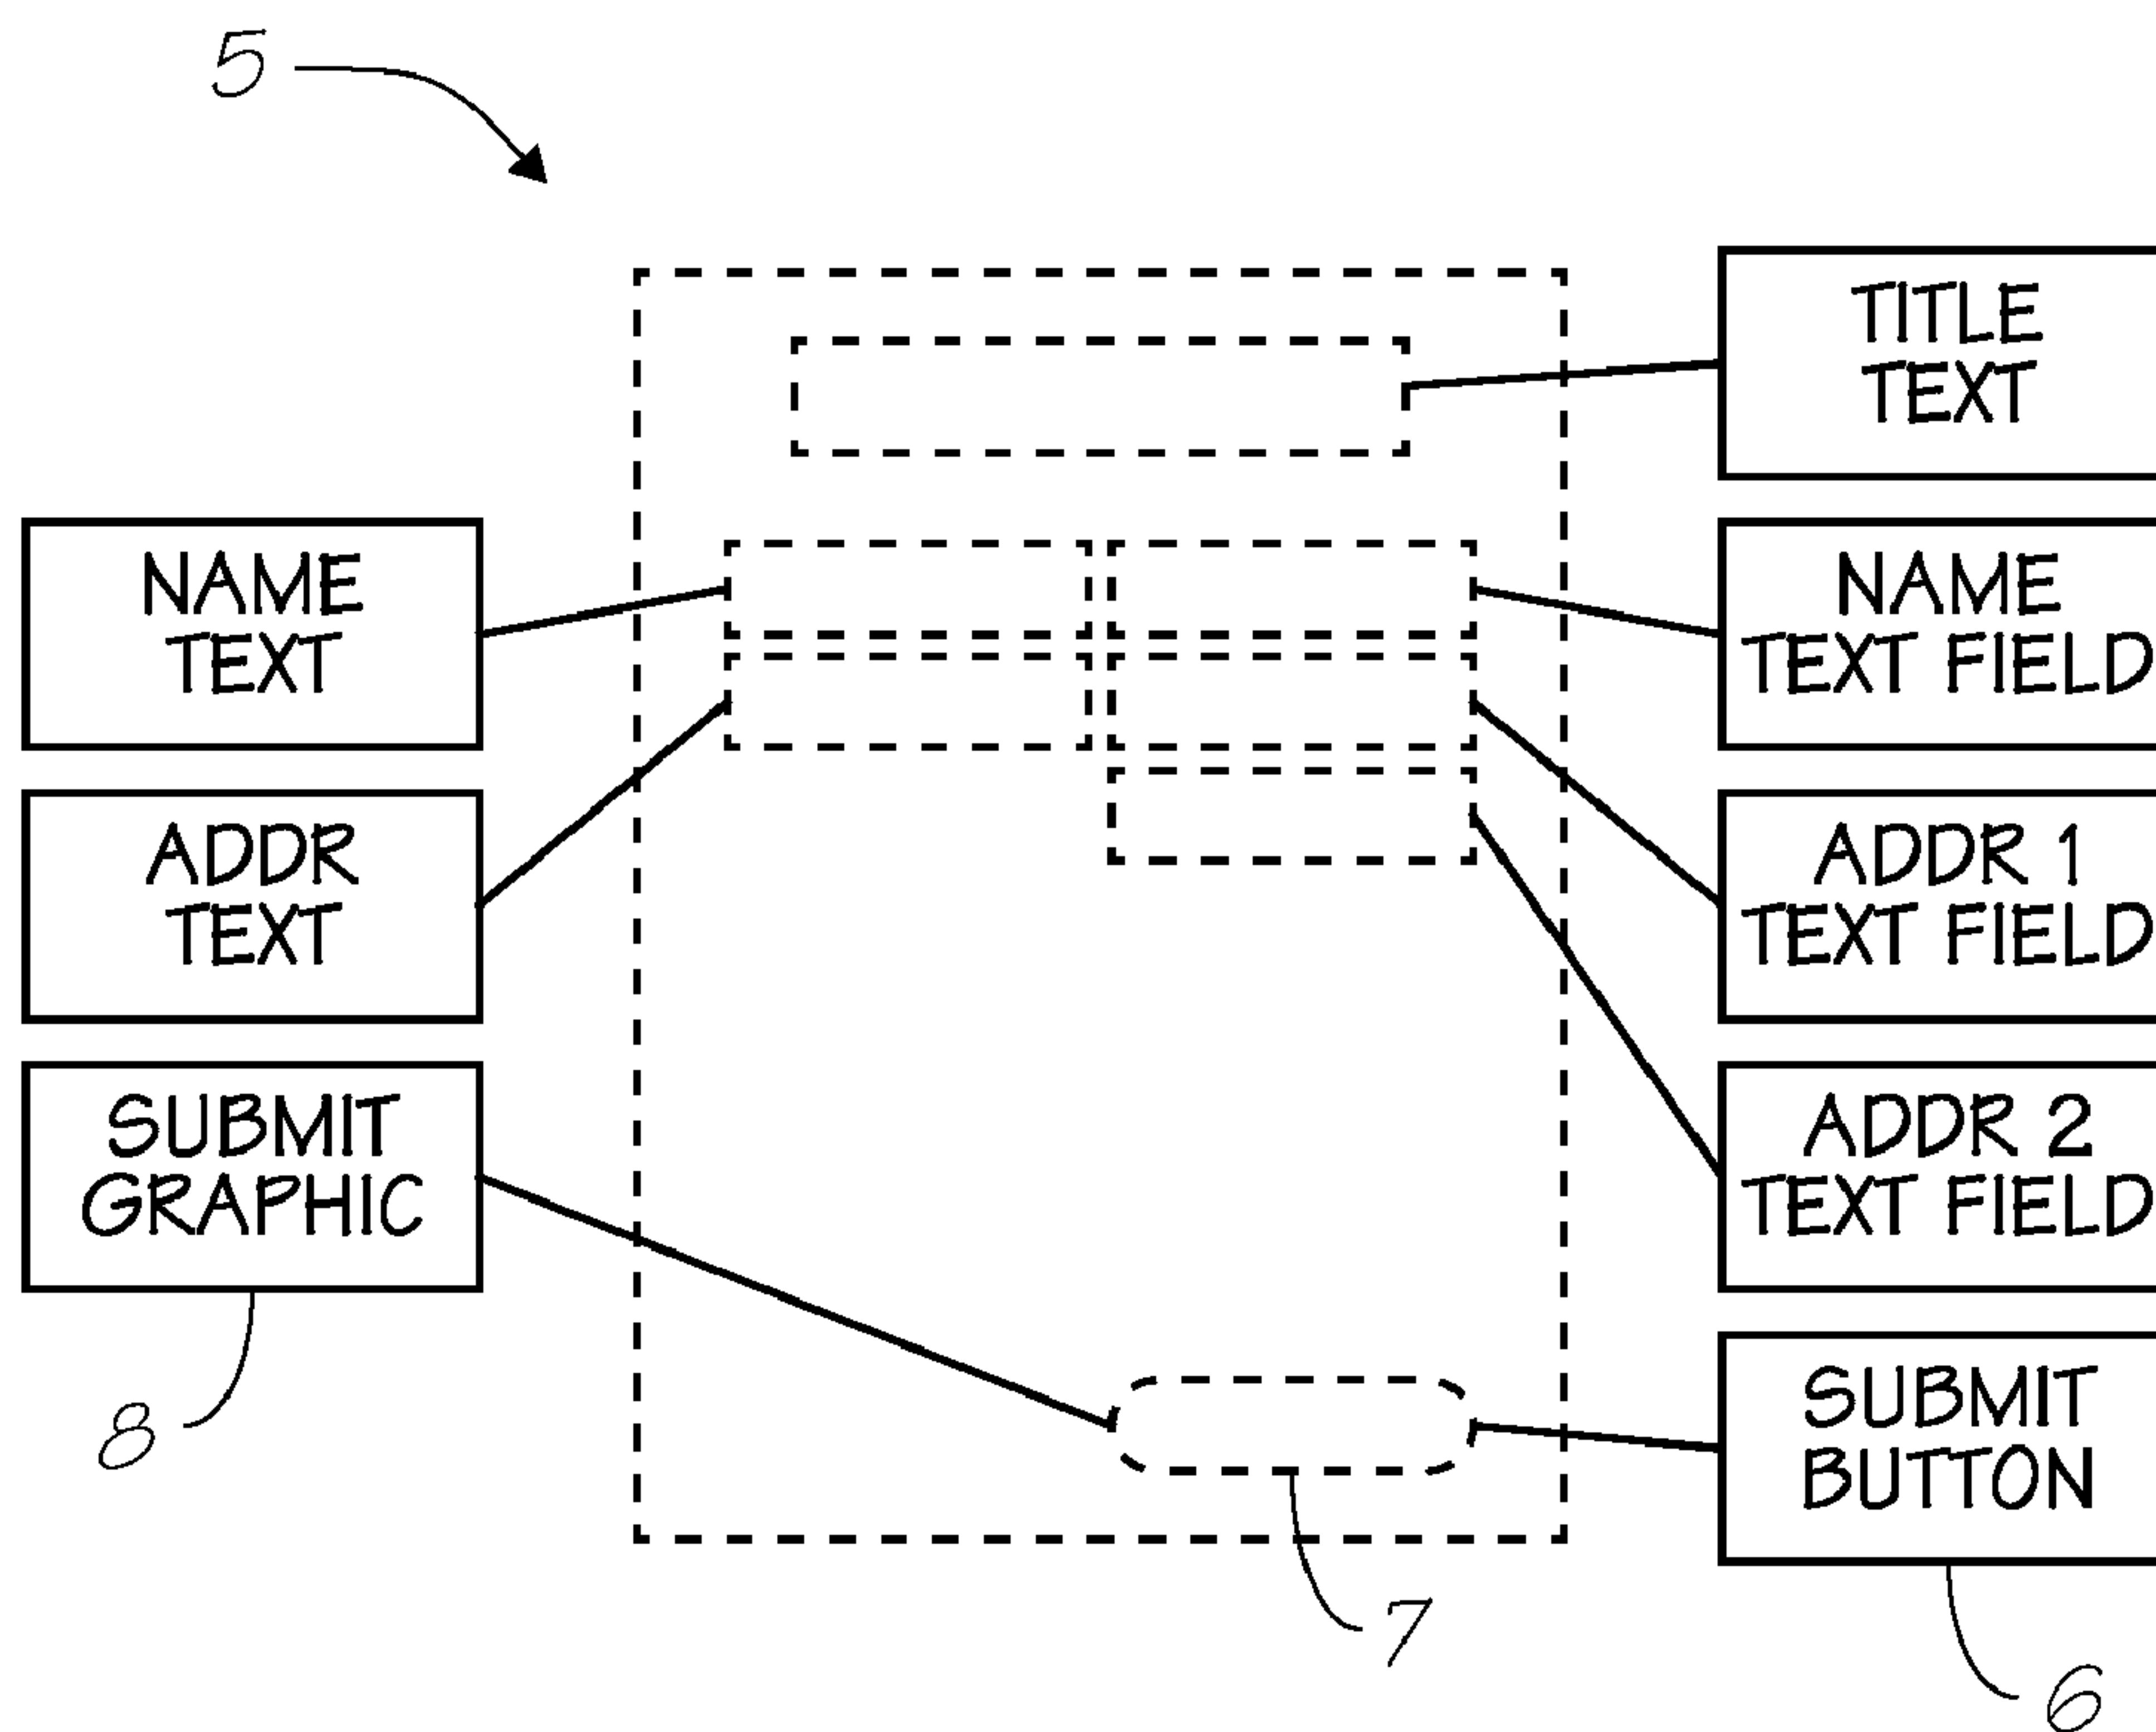 5
TITLE
TEXT
NAME
TEXT
NAME
TEXT FIELD
ADDR
TEXT
ADDR 1
TEXT FIELD
SUBMIT
GRAPHIC
ADDR 2
TEXT FIELD
SUBMIT
BUTTON
8
7
6